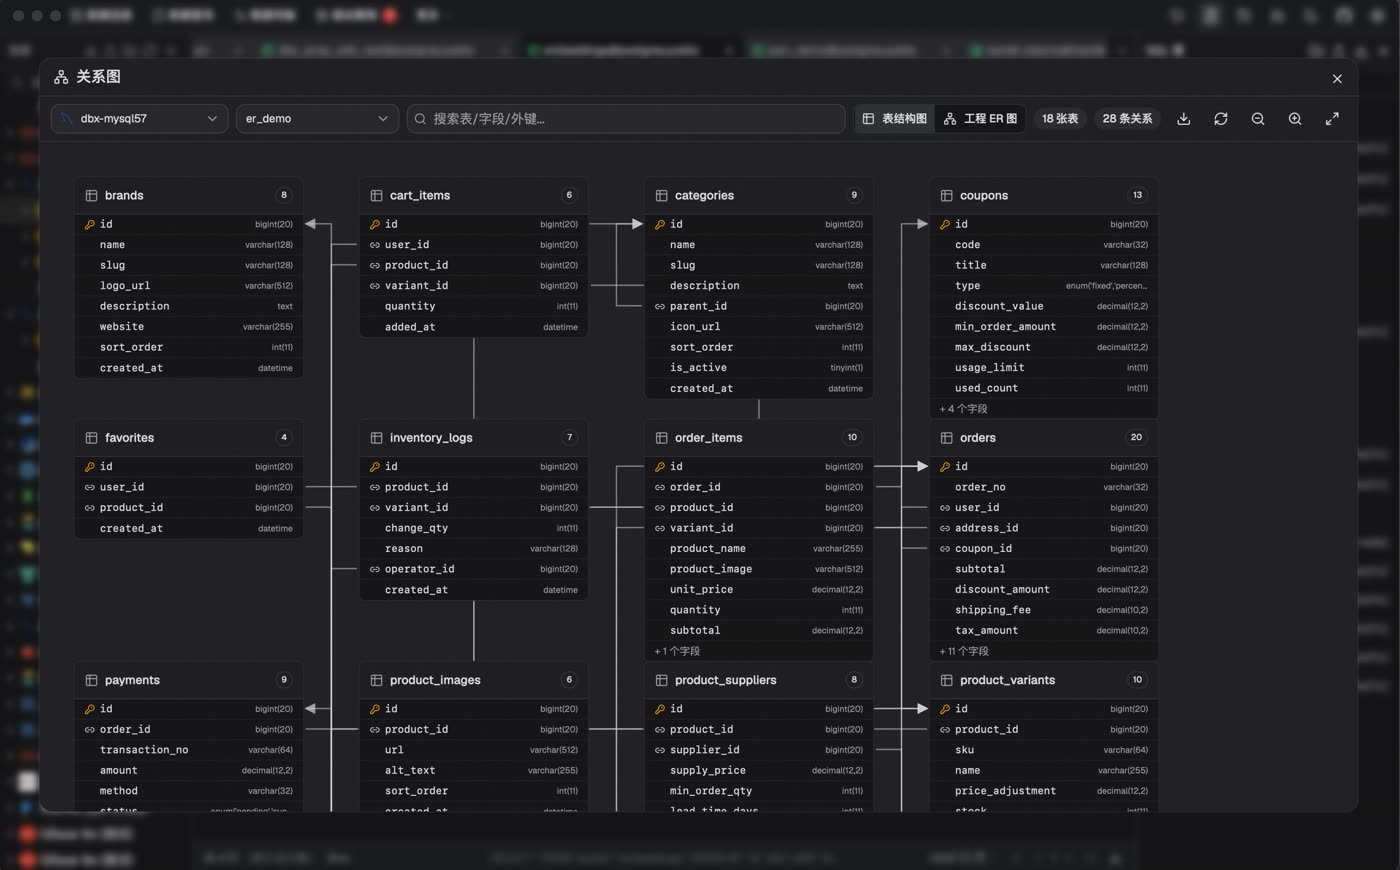 关系图
dbx-mysql57
er_demo
搜索表/字段/外键...
表结构图
工程 ER 图
18 张表
28 条关系
brands 8
id bigint(20)
name varchar(128)
slug varchar(128)
logo_url varchar(512)
description text
website varchar(255)
sort_order int(11)
created_at datetime
cart_items 6
id bigint(20)
user_id bigint(20)
product_id bigint(20)
variant_id bigint(20)
quantity int(11)
added_at datetime
categories 9
id bigint(20)
name varchar(128)
slug varchar(128)
description text
parent_id bigint(20)
icon_url varchar(512)
sort_order int(11)
is_active tinyint(1)
created_at datetime
coupons 13
id bigint(20)
code varchar(32)
title varchar(128)
type enum('fixed','percen...
discount_value decimal(12,2)
min_order_amount decimal(12,2)
max_discount decimal(12,2)
usage_limit int(11)
used_count int(11)
+ 4 个字段
favorites 4
id bigint(20)
user_id bigint(20)
product_id bigint(20)
created_at datetime
inventory_logs 7
id bigint(20)
product_id bigint(20)
variant_id bigint(20)
change_qty int(11)
reason varchar(128)
operator_id bigint(20)
created_at datetime
order_items 10
id bigint(20)
order_id bigint(20)
product_id bigint(20)
variant_id bigint(20)
product_name varchar(255)
product_image varchar(512)
unit_price decimal(12,2)
quantity int(11)
subtotal decimal(12,2)
+ 1 个字段
orders 20
id bigint(20)
order_no varchar(32)
user_id bigint(20)
address_id bigint(20)
coupon_id bigint(20)
subtotal decimal(12,2)
discount_amount decimal(12,2)
shipping_fee decimal(10,2)
tax_amount decimal(10,2)
+ 11 个字段
payments 9
id bigint(20)
order_id bigint(20)
transaction_no varchar(64)
amount decimal(12,2)
method varchar(32)
status
product_images 6
id bigint(20)
product_id bigint(20)
url varchar(512)
alt_text varchar(255)
sort_order int(11)
created_at datetime
product_suppliers 8
id bigint(20)
product_id bigint(20)
supplier_id bigint(20)
supply_price decimal(12,2)
min_order_qty int(11)
lead_time_days int(11)
product_variants 10
id bigint(20)
product_id bigint(20)
sku varchar(64)
name varchar(255)
price_adjustment decimal(12,2)
stock int(11)